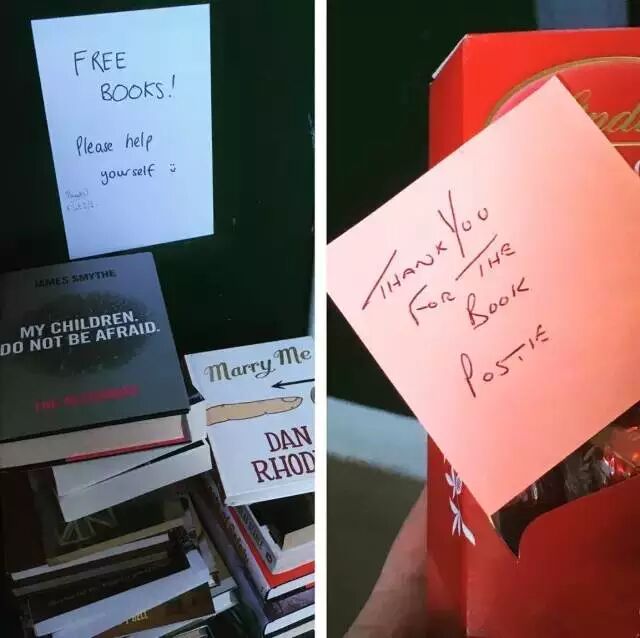 FREE
BOOKS!
Please help
yourself
JAMES SMYTHE
MY CHILDREN.
DO NOT BE AFRAID.
Marry Me
DAN
RHOD
THANK YOU
FOR THE
BOOK
POSTIE